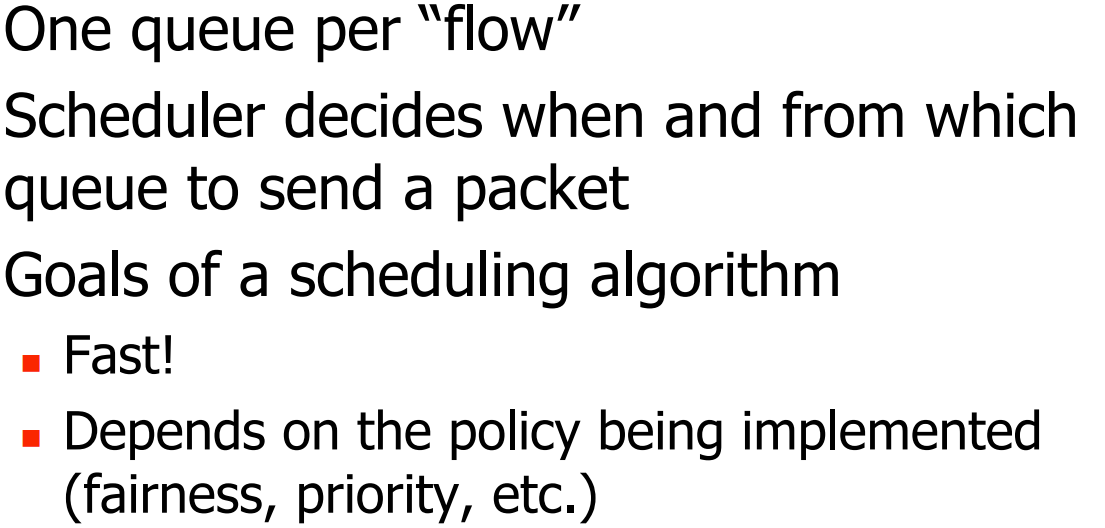 One queue per “flow”
Scheduler decides when and from which
queue to send a packet
Goals of a scheduling algorithm
Fast!
Depends on the policy being implemented
(fairness, priority, etc.)